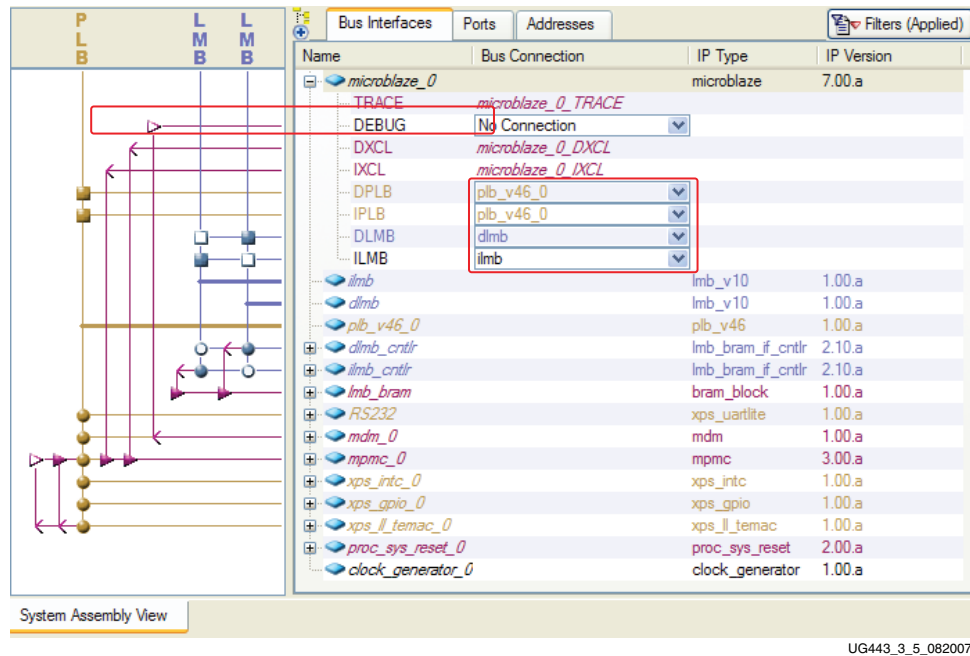 P L B
L M B
L M B
Bus Interfaces Ports Addresses Filters (Applied)
Name Bus Connection IP Type IP Version
microblaze_0 microblaze 7.00.a
TRACE microblaze_0_TRACE
DEBUG No Connection
DXCL microblaze_0_DXCL
IXCL microblaze_0_IXCL
DPLB plb_v46_0
IPLB plb_v46_0
DLMB dlmb
ILMB ilmb
ilmb lmb_v10 1.00.a
dlmb lmb_v10 1.00.a
plb_v46_0 plb_v46 1.00.a
dlmb_cntlr lmb_bram_if_cntlr 2.10.a
ilmb_cntlr lmb_bram_if_cntlr 2.10.a
lmb_bram bram_block 1.00.a
RS232 xps_uartlite 1.00.a
mdm_0 mdm 1.00.a
mpmc_0 mpmc 3.00.a
xps_intc_0 xps_intc 1.00.a
xps_gpio_0 xps_gpio 1.00.a
xps_ll_temac_0 xps_ll_temac 1.00.a
proc_sys_reset_0 proc_sys_reset 2.00.a
clock_generator_0 clock_generator 1.00.a
System Assembly View
UG443_3_5_082007